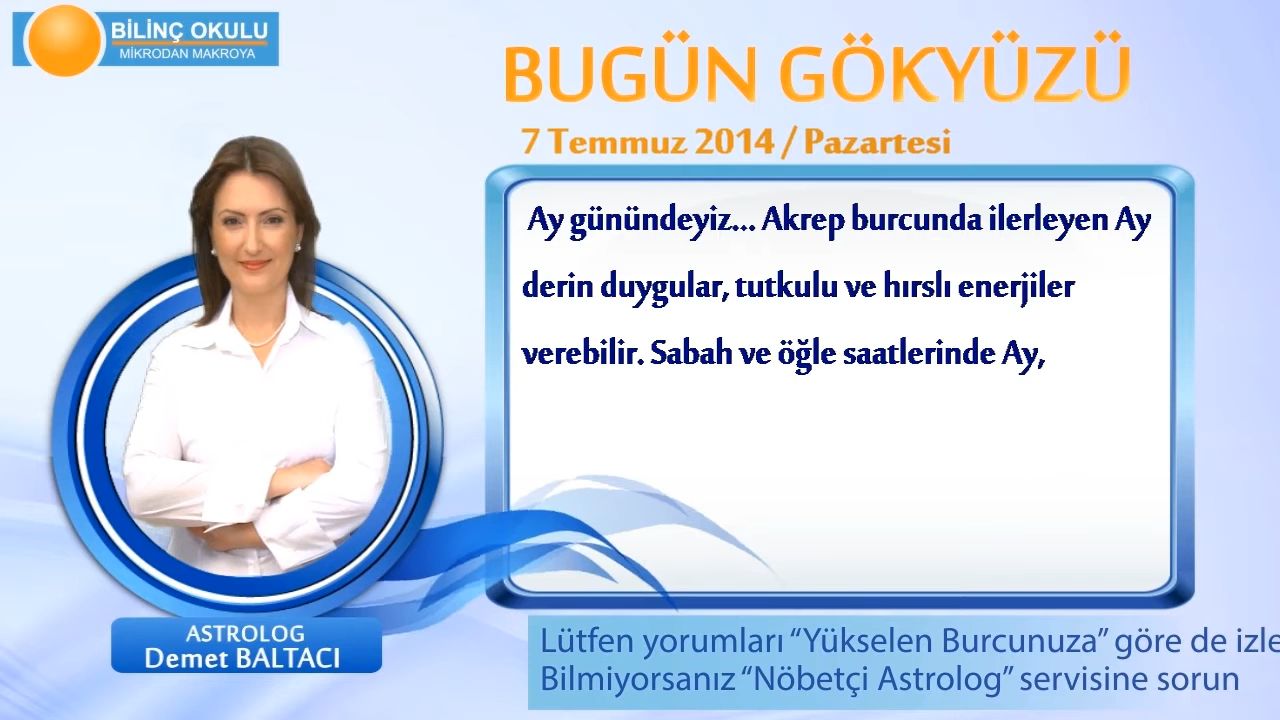 BİLİNÇ OKULU
MİKRODAN MAKROYA
BUGÜN GÖKYÜZÜ
7 Temmuz 2014 / Pazartesi
Ay günündeyiz... Akrep burcunda ilerleyen Ay
derin duygular, tutkulu ve hırslı enerjiler
verebilir. Sabah ve öğle saatlerinde Ay,
ASTROLOG
Demet BALTACI
Lütfen yorumları “Yükselen Burcunuza” göre de izle
Bilmiyorsanız “Nöbetçi Astrolog” servisine sorun